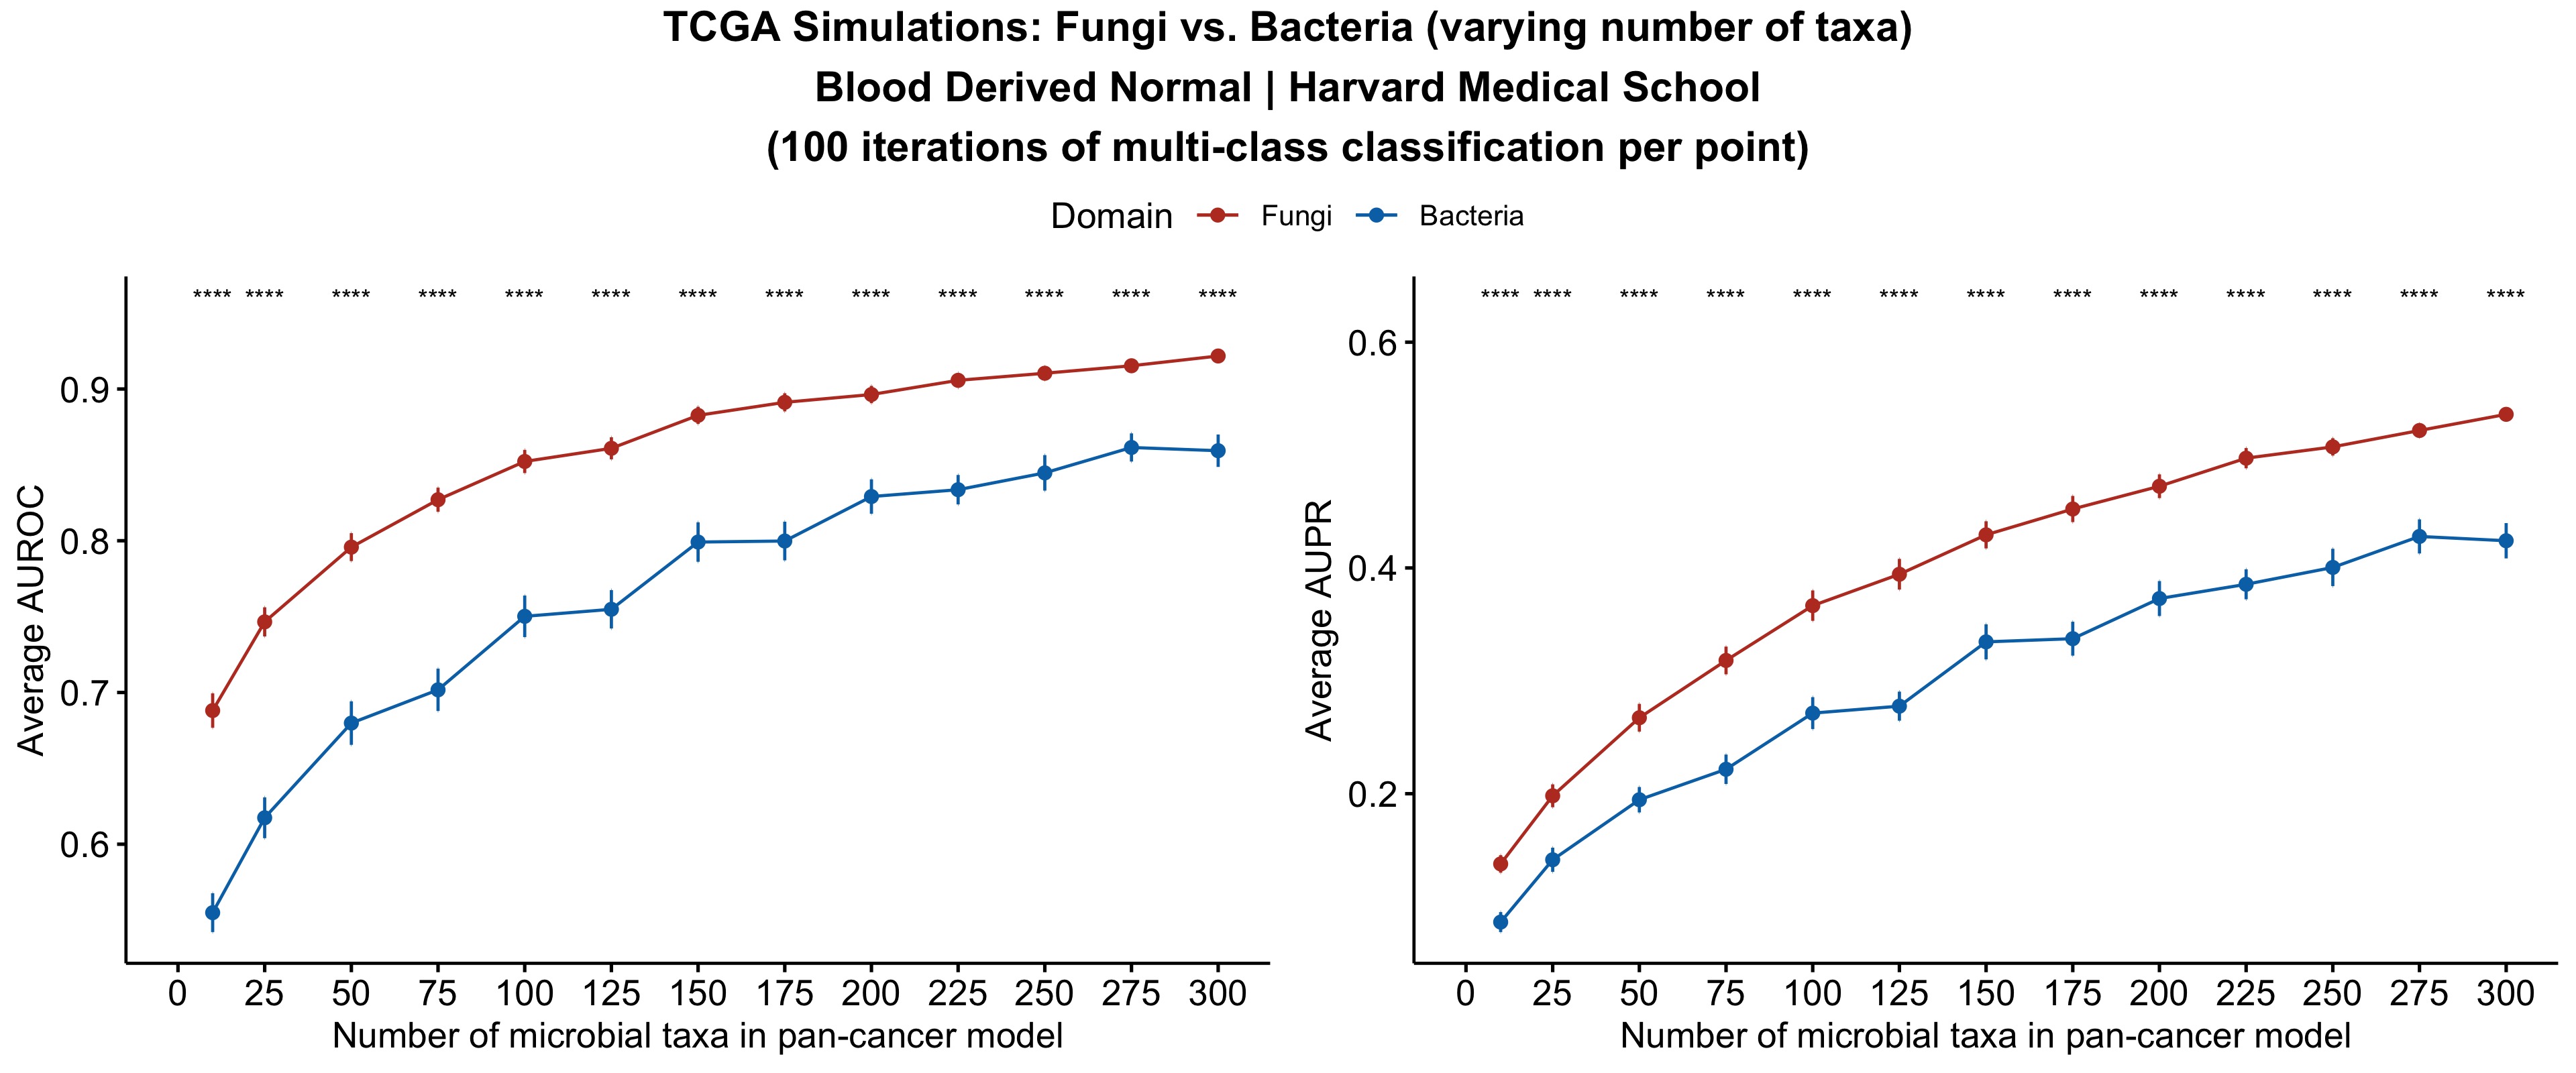 TCGA Simulations: Fungi vs. Bacteria (varying number of taxa)
Blood Derived Normal | Harvard Medical School
(100 iterations of multi-class classification per point)
Domain Fungi Bacteria
**** **** **** **** **** **** **** **** **** **** **** **** ****
0.9
0.8
0.7
0.6
Average AUROC
0 25 50 75 100 125 150 175 200 225 250 275 300
Number of microbial taxa in pan-cancer model
**** **** **** **** **** **** **** **** **** **** **** **** ****
0.6
0.4
0.2
Average AUPR
0 25 50 75 100 125 150 175 200 225 250 275 300
Number of microbial taxa in pan-cancer model